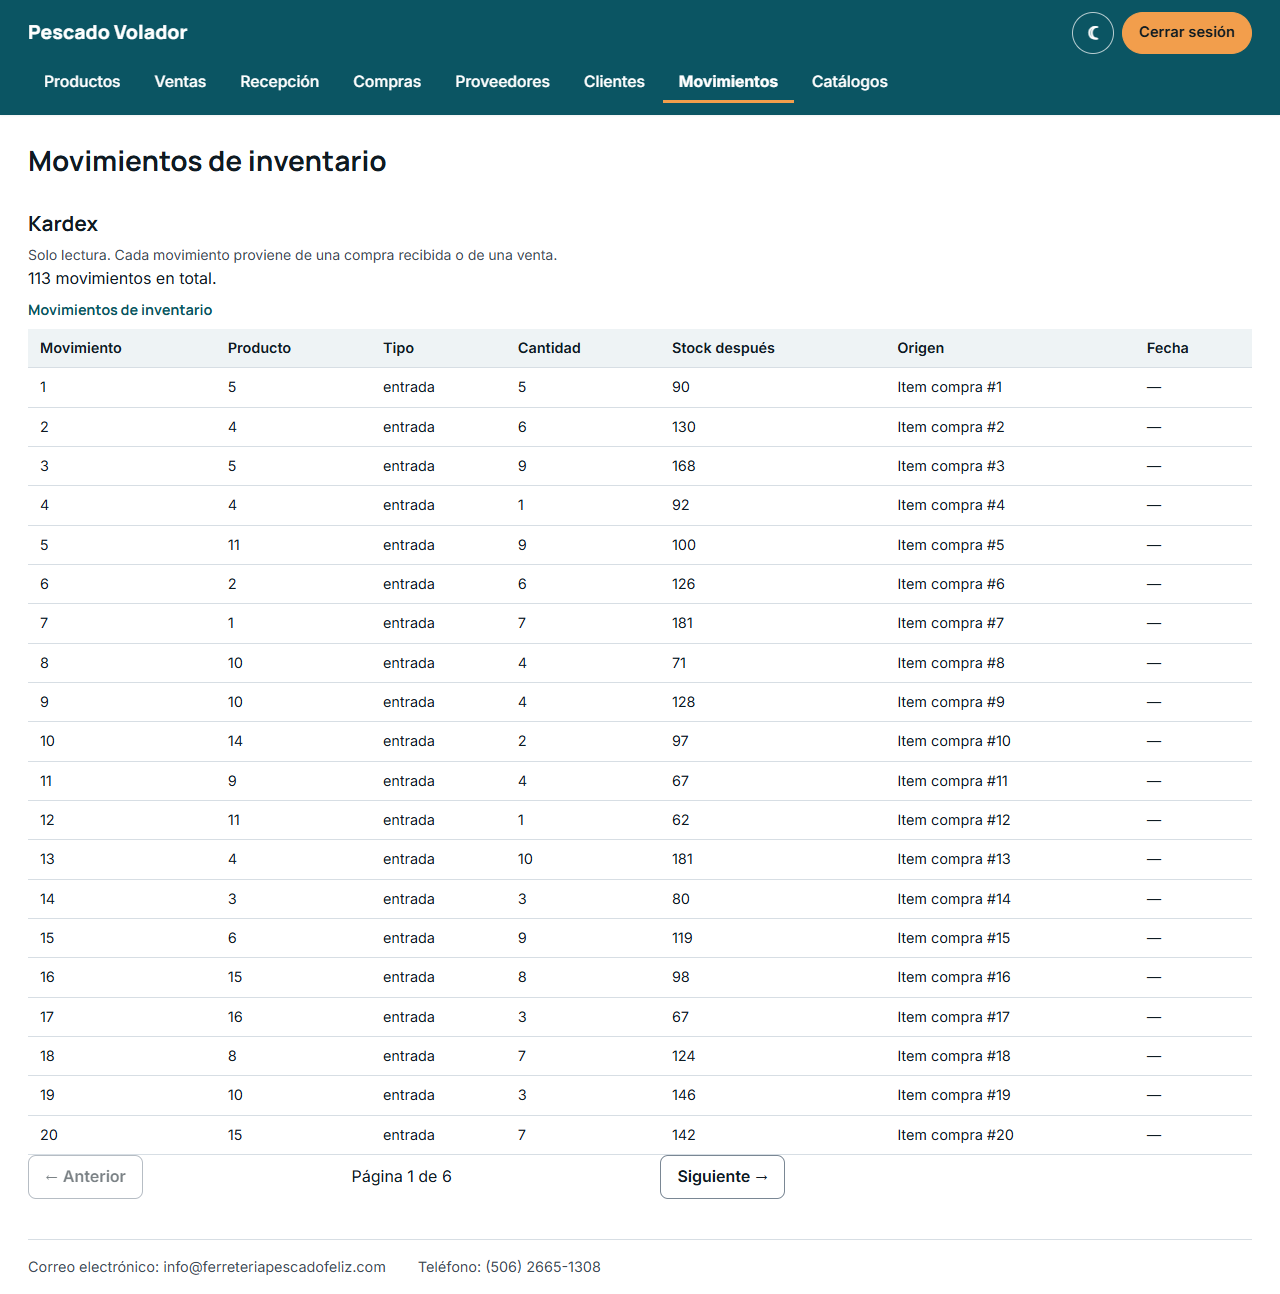 Pescado Volador
Cerrar sesión
Productos Ventas Recepción Compras Proveedores Clientes Movimientos Catálogos
Movimientos de inventario
Kardex
Solo lectura. Cada movimiento proviene de una compra recibida o de una venta.
113 movimientos en total.
Movimientos de inventario
Movimiento Producto Tipo Cantidad Stock después Origen Fecha
1 5 entrada 5 90 Item compra #1 —
2 4 entrada 6 130 Item compra #2 —
3 5 entrada 9 168 Item compra #3 —
4 4 entrada 1 92 Item compra #4 —
5 11 entrada 9 100 Item compra #5 —
6 2 entrada 6 126 Item compra #6 —
7 1 entrada 7 181 Item compra #7 —
8 10 entrada 4 71 Item compra #8 —
9 10 entrada 4 128 Item compra #9 —
10 14 entrada 2 97 Item compra #10 —
11 9 entrada 4 67 Item compra #11 —
12 11 entrada 1 62 Item compra #12 —
13 4 entrada 10 181 Item compra #13 —
14 3 entrada 3 80 Item compra #14 —
15 6 entrada 9 119 Item compra #15 —
16 15 entrada 8 98 Item compra #16 —
17 16 entrada 3 67 Item compra #17 —
18 8 entrada 7 124 Item compra #18 —
19 10 entrada 3 146 Item compra #19 —
20 15 entrada 7 142 Item compra #20 —
← Anterior Página 1 de 6 Siguiente →
Correo electrónico: info@ferreteriapescadofeliz.com Teléfono: (506) 2665-1308